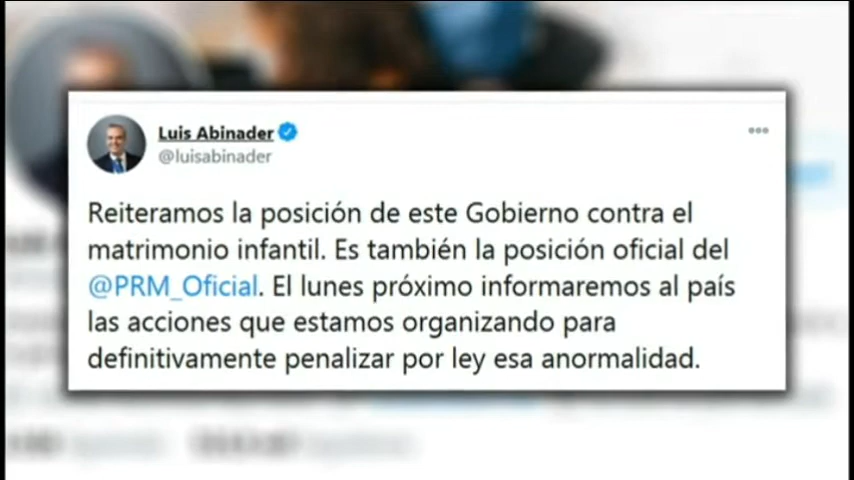 Luis Abinader
@luisabinader
Reiteramos la posición de este Gobierno contra el
matrimonio infantil. Es también la posición oficial del
@PRM_Oficial. El lunes próximo informaremos al país
las acciones que estamos organizando para
definitivamente penalizar por ley esa anormalidad.